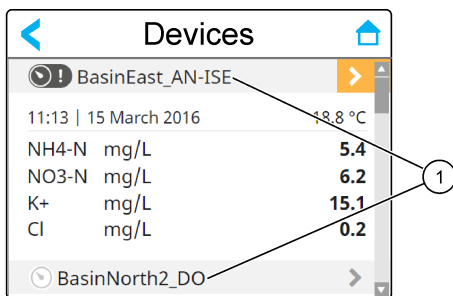 Devices
BasinEast_AN-ISE
11:13 | 15 March 2016 18.8 °C
NH4-N mg/L 5.4
NO3-N mg/L 6.2
K+ mg/L 15.1
Cl mg/L 0.2
1
BasinNorth2_DO